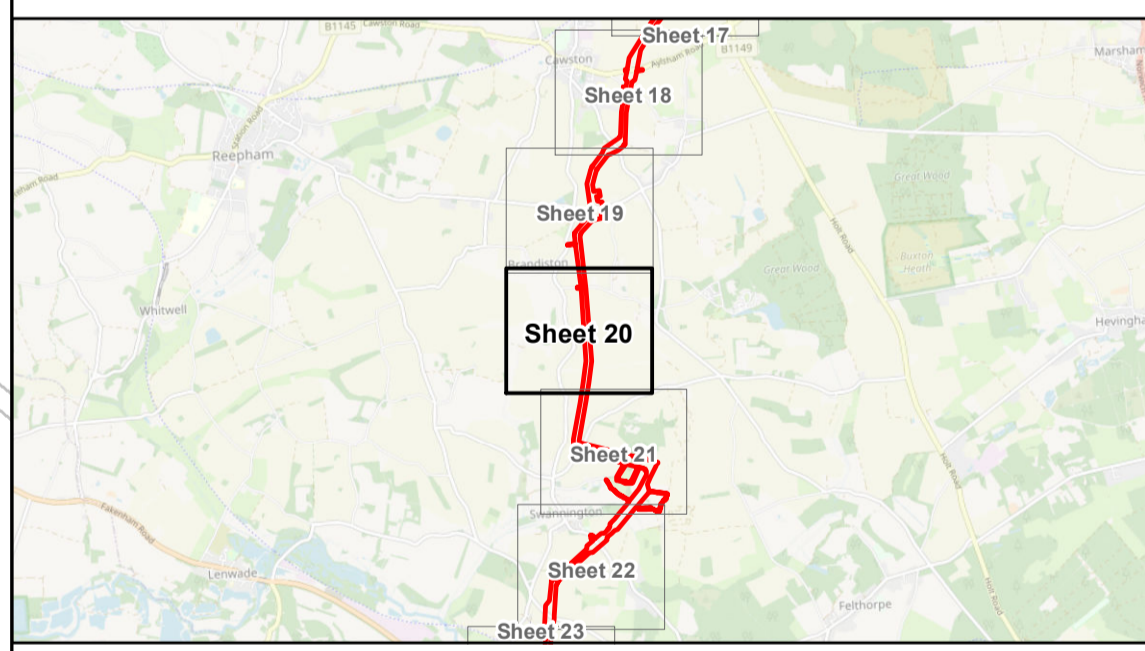 B1145
Cawston Road
Sheet 17
B1149
Marsham
Cawston
Aylsham Road
Sheet 18
Station Road
Reepham
Great Wood
Sheet 19
Holt Road
Brandiston
Great Wood
Buxton
Heath
Whitwell
Hevingha
Sheet 20
Sheet 21
Holt Road
Fakenham Road
Swannington
Lenwade
Sheet 22
Holt Road
Felthorpe
Sheet 23